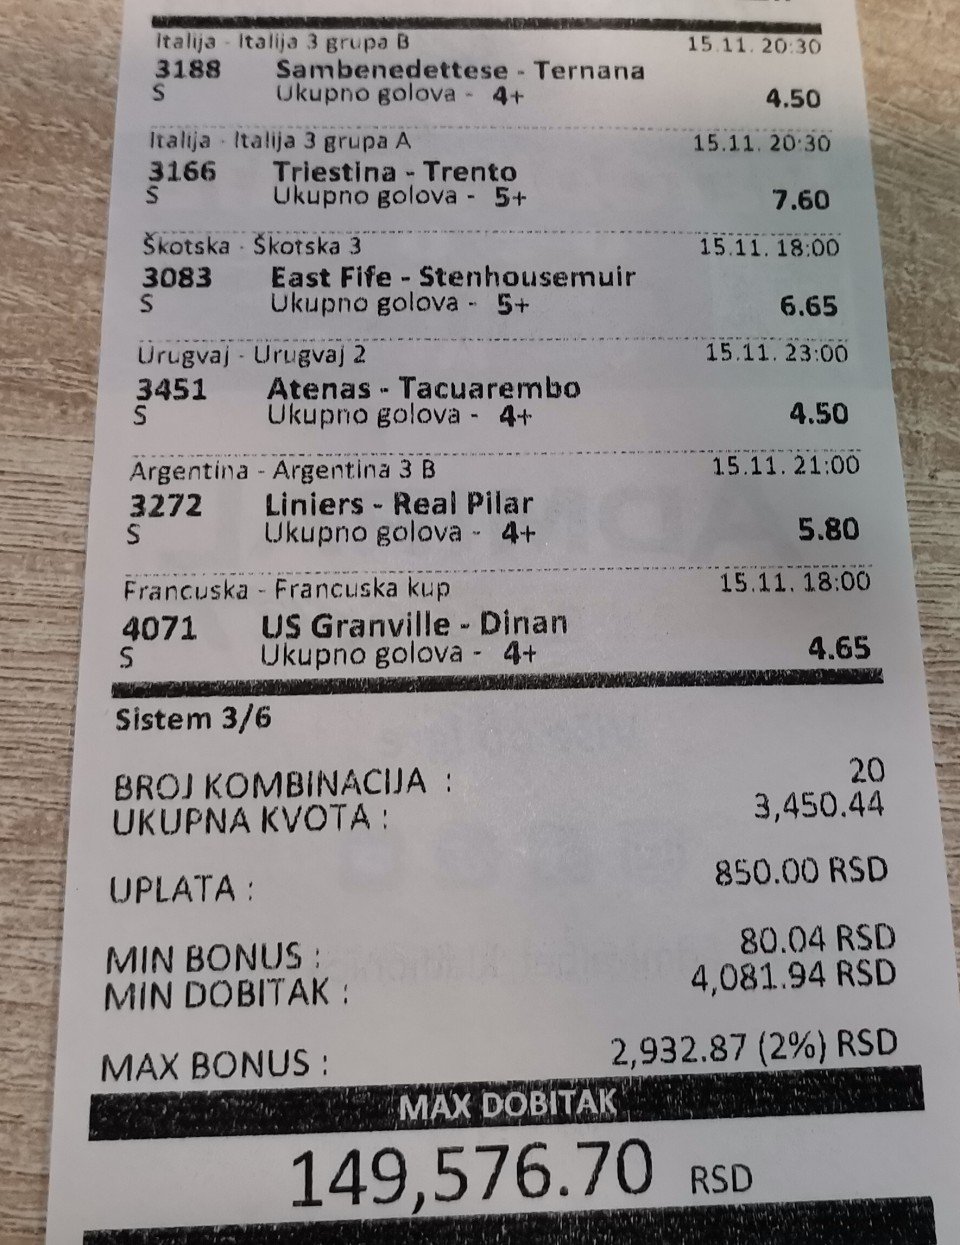 Italija - Italija 3 grupa B 15.11. 20:30
3188 Sambenedettese - Ternana
S Ukupno golova - 4+ 4.50
Italija - Italija 3 grupa A 15.11. 20:30
3166 Triestina - Trento
S Ukupno golova - 5+ 7.60
Škotska - Škotska 3 15.11. 18:00
3083 East Fife - Stenhousemuir
S Ukupno golova - 5+ 6.65
Urugvaj - Urugvaj 2 15.11. 23:00
3451 Atenas - Tacuarembo
S Ukupno golova - 4+ 4.50
Argentina - Argentina 3 B 15.11. 21:00
3272 Liniers - Real Pilar
S Ukupno golova - 4+ 5.80
Francuska - Francuska kup 15.11. 18:00
4071 US Granville - Dinan
S Ukupno golova - 4+ 4.65
Sistem 3/6
BROJ KOMBINACIJA : 20
UKUPNA KVOTA : 3,450.44
UPLATA : 850.00 RSD
MIN BONUS : 80.04 RSD
MIN DOBITAK : 4,081.94 RSD
MAX BONUS : 2,932.87 (2%) RSD
MAX DOBITAK
149,576.70 RSD